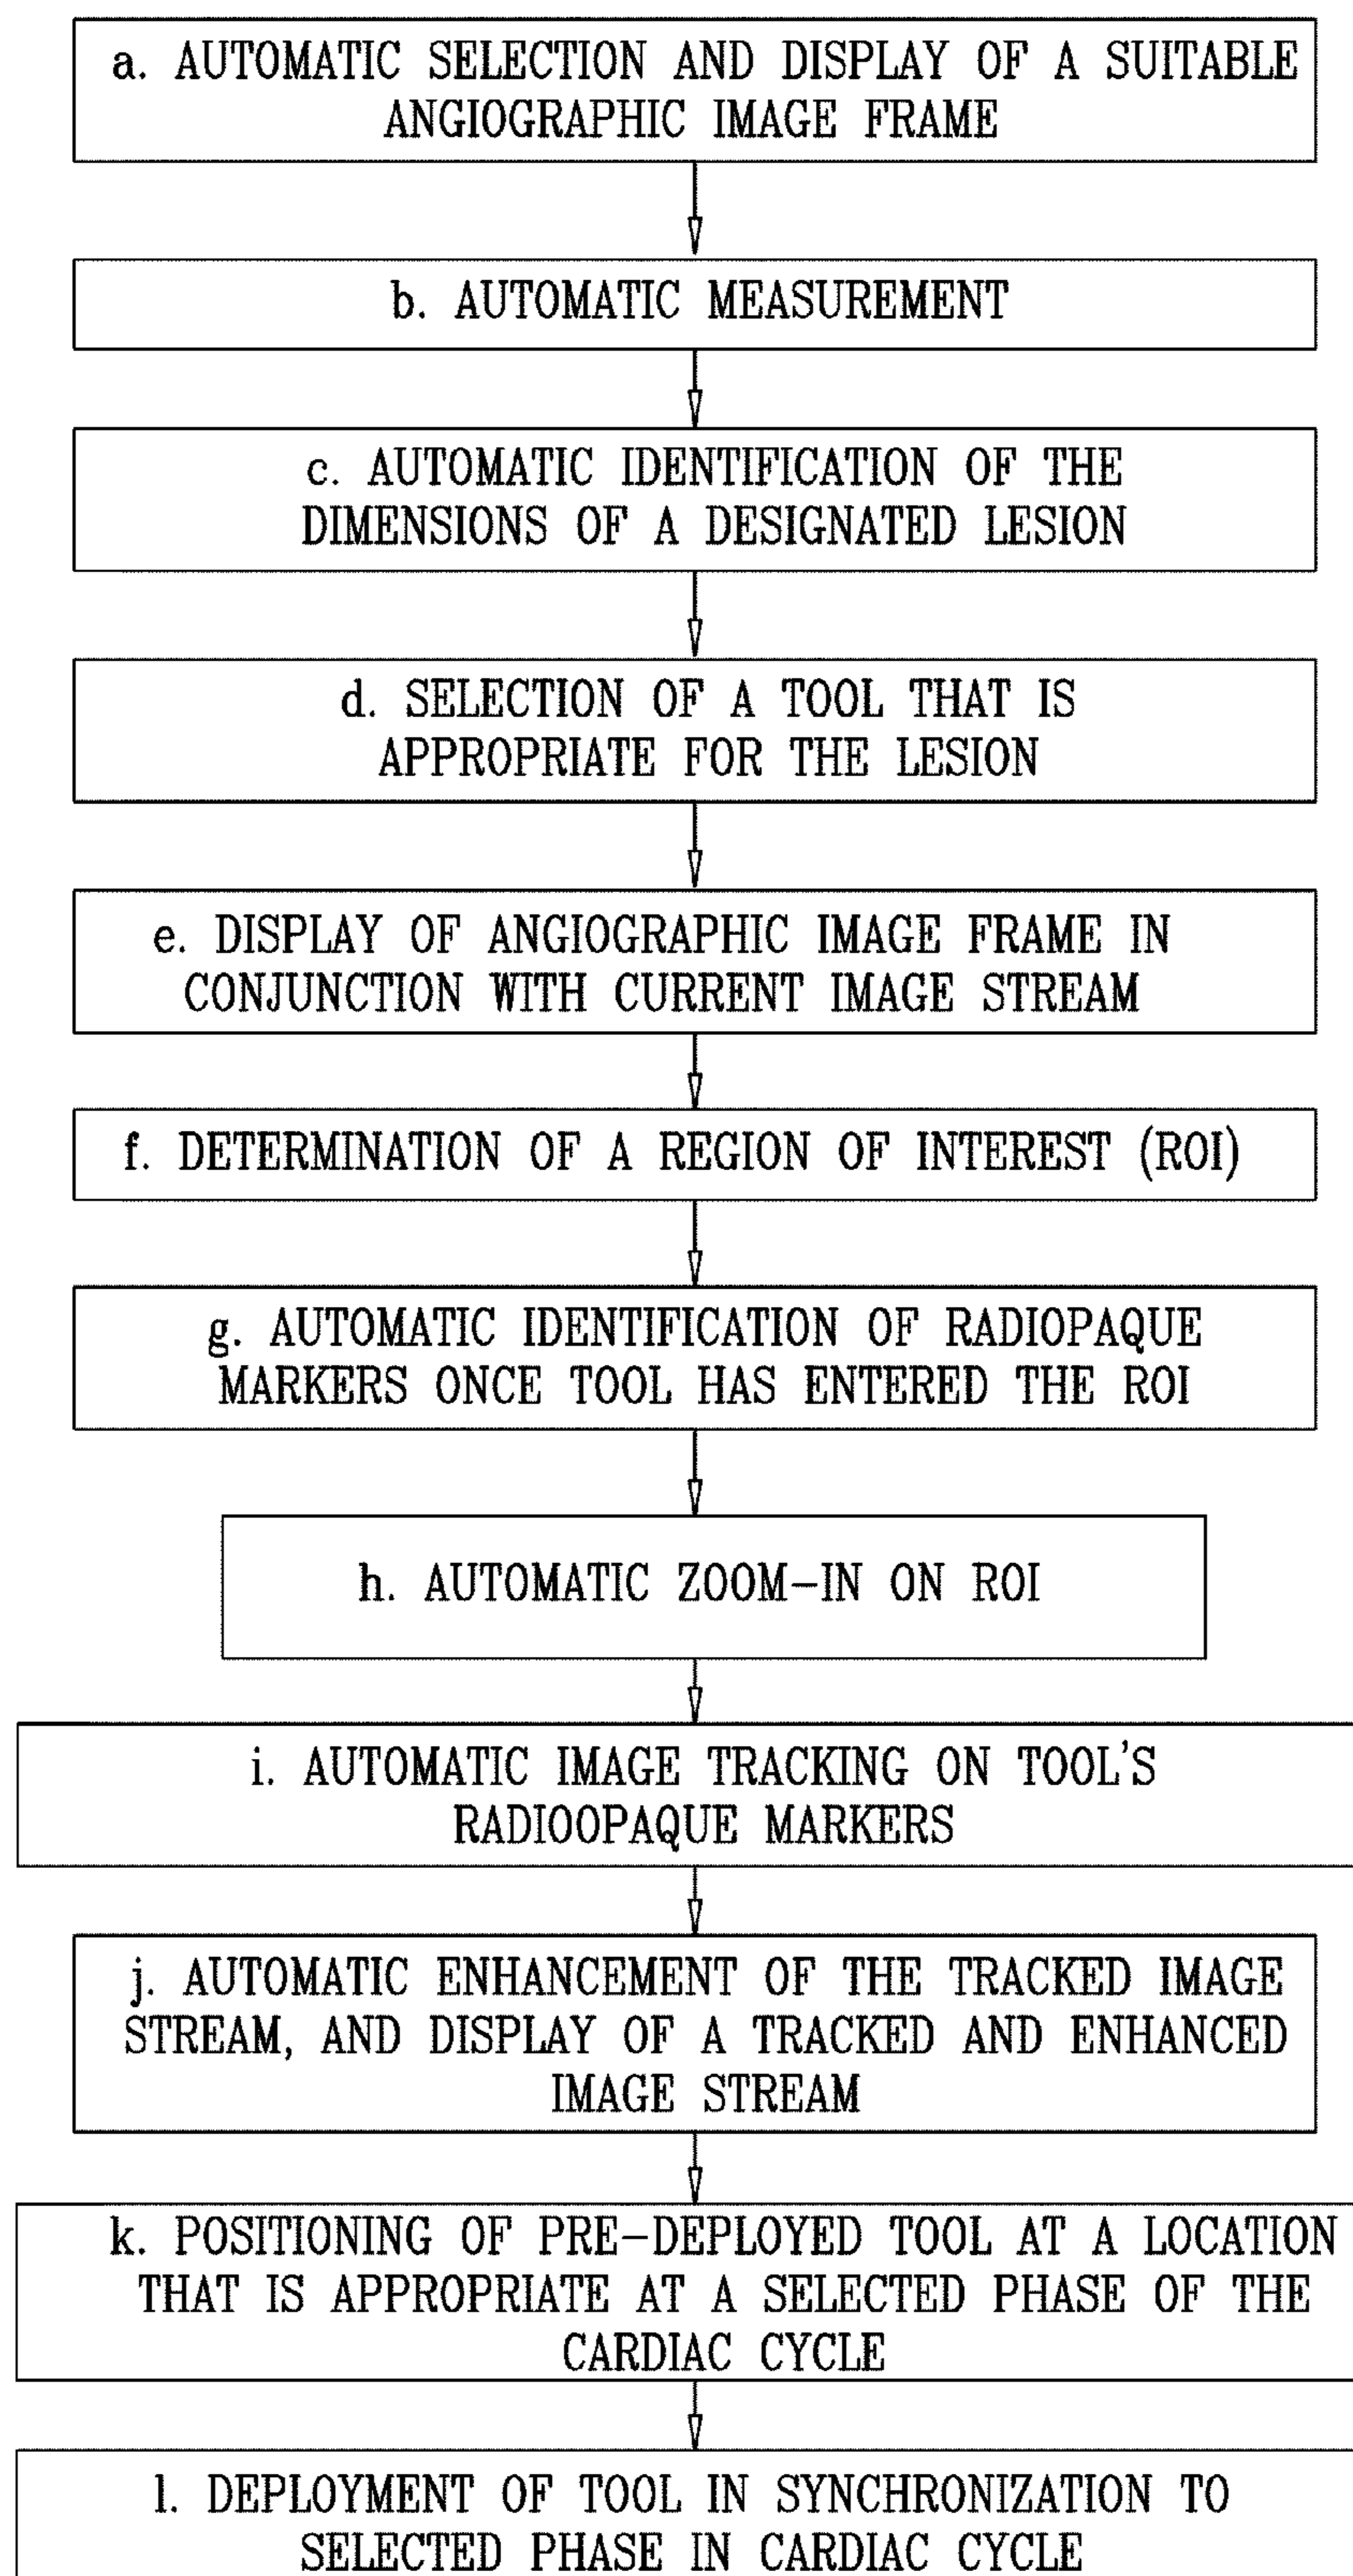 a. AUTOMATIC SELECTION AND DISPLAY OF A SUITABLE
ANGIOGRAPHIC IMAGE FRAME
b. AUTOMATIC MEASUREMENT
c. AUTOMATIC IDENTIFICATION OF THE
DIMENSIONS OF A DESIGNATED LESION
d. SELECTION OF A TOOL THAT IS
APPROPRIATE FOR THE LESION
e. DISPLAY OF ANGIOGRAPHIC IMAGE FRAME IN
CONJUNCTION WITH CURRENT IMAGE STREAM
f. DETERMINATION OF A REGION OF INTEREST (ROI)
g. AUTOMATIC IDENTIFICATION OF RADIOPAQUE
MARKERS ONCE TOOL HAS ENTERED THE ROI
h. AUTOMATIC ZOOM-IN ON ROI
i. AUTOMATIC IMAGE TRACKING ON TOOL'S
RADIOOPAQUE MARKERS
j. AUTOMATIC ENHANCEMENT OF THE TRACKED IMAGE
STREAM, AND DISPLAY OF A TRACKED AND ENHANCED
IMAGE STREAM
k. POSITIONING OF PRE-DEPLOYED TOOL AT A LOCATION
THAT IS APPROPRIATE AT A SELECTED PHASE OF THE
CARDIAC CYCLE
l. DEPLOYMENT OF TOOL IN SYNCHRONIZATION TO
SELECTED PHASE IN CARDIAC CYCLE